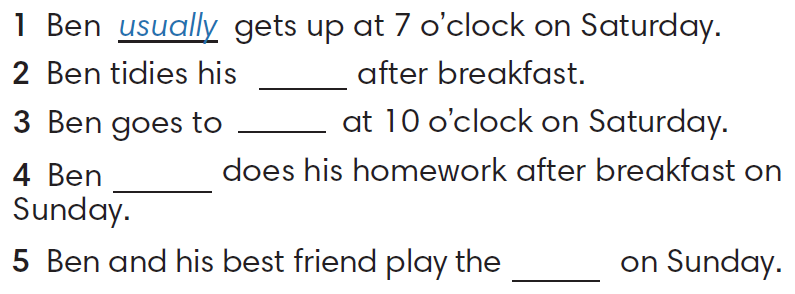 1 Ben usually gets up at 7 o'clock on Saturday.
2 Ben tidies his ______ after breakfast.
3 Ben goes to ______ at 10 o'clock on Saturday.
4 Ben ______ does his homework after breakfast on
Sunday.
5 Ben and his best friend play the ______ on Sunday.